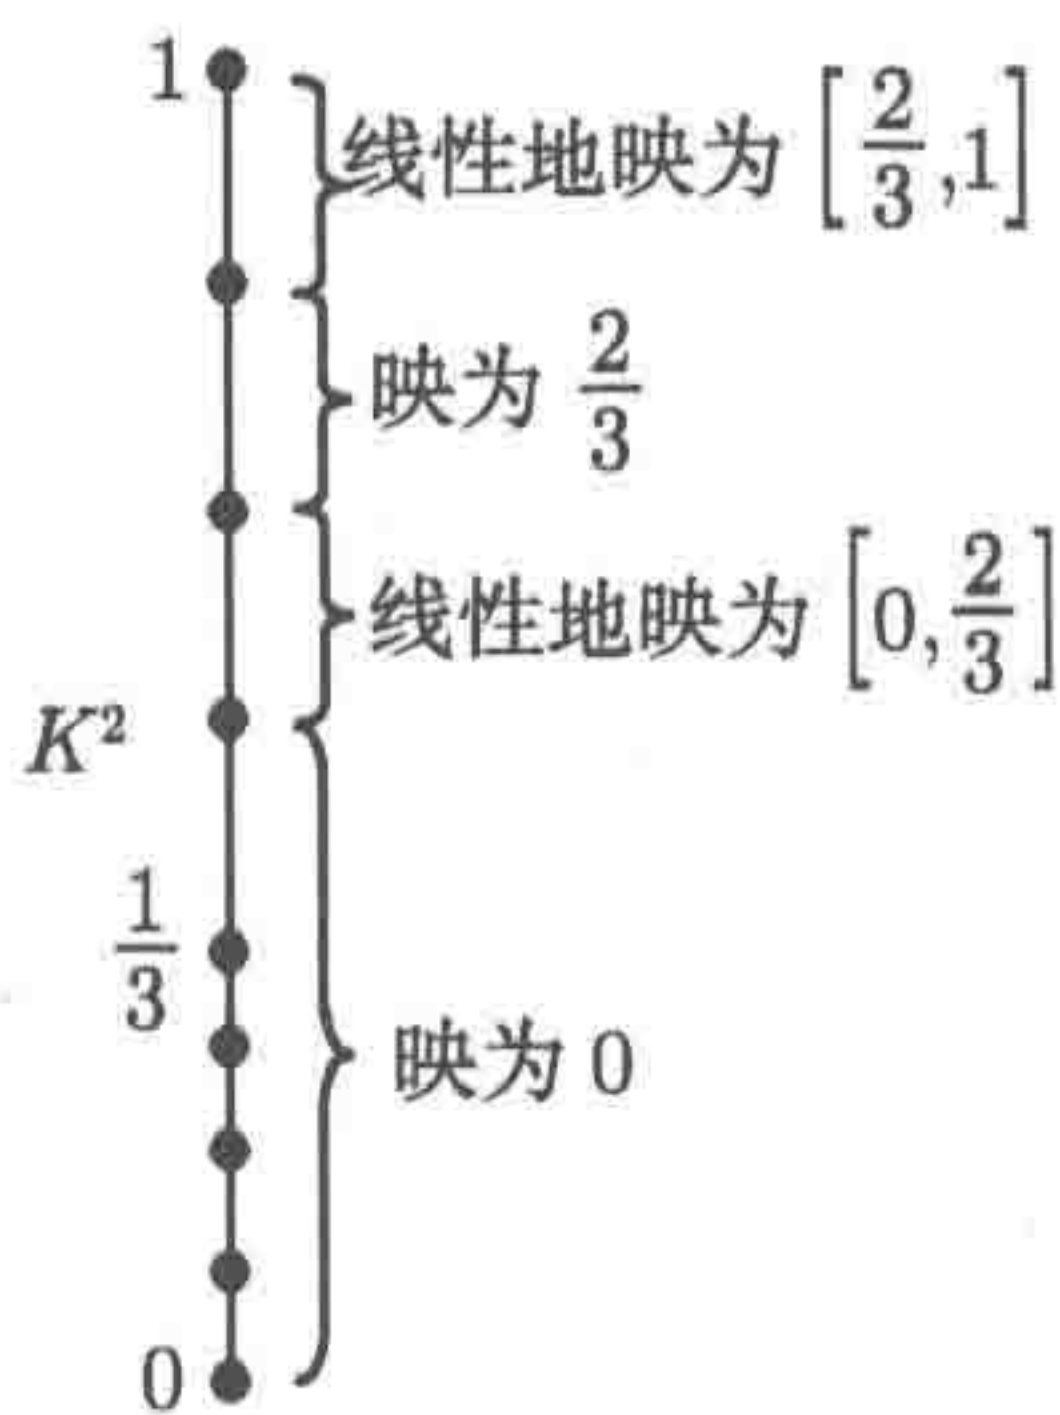 1
线性地映为 [2/3,1]
映为 2/3
线性地映为 [0,2/3]
K²
1/3
映为 0
0